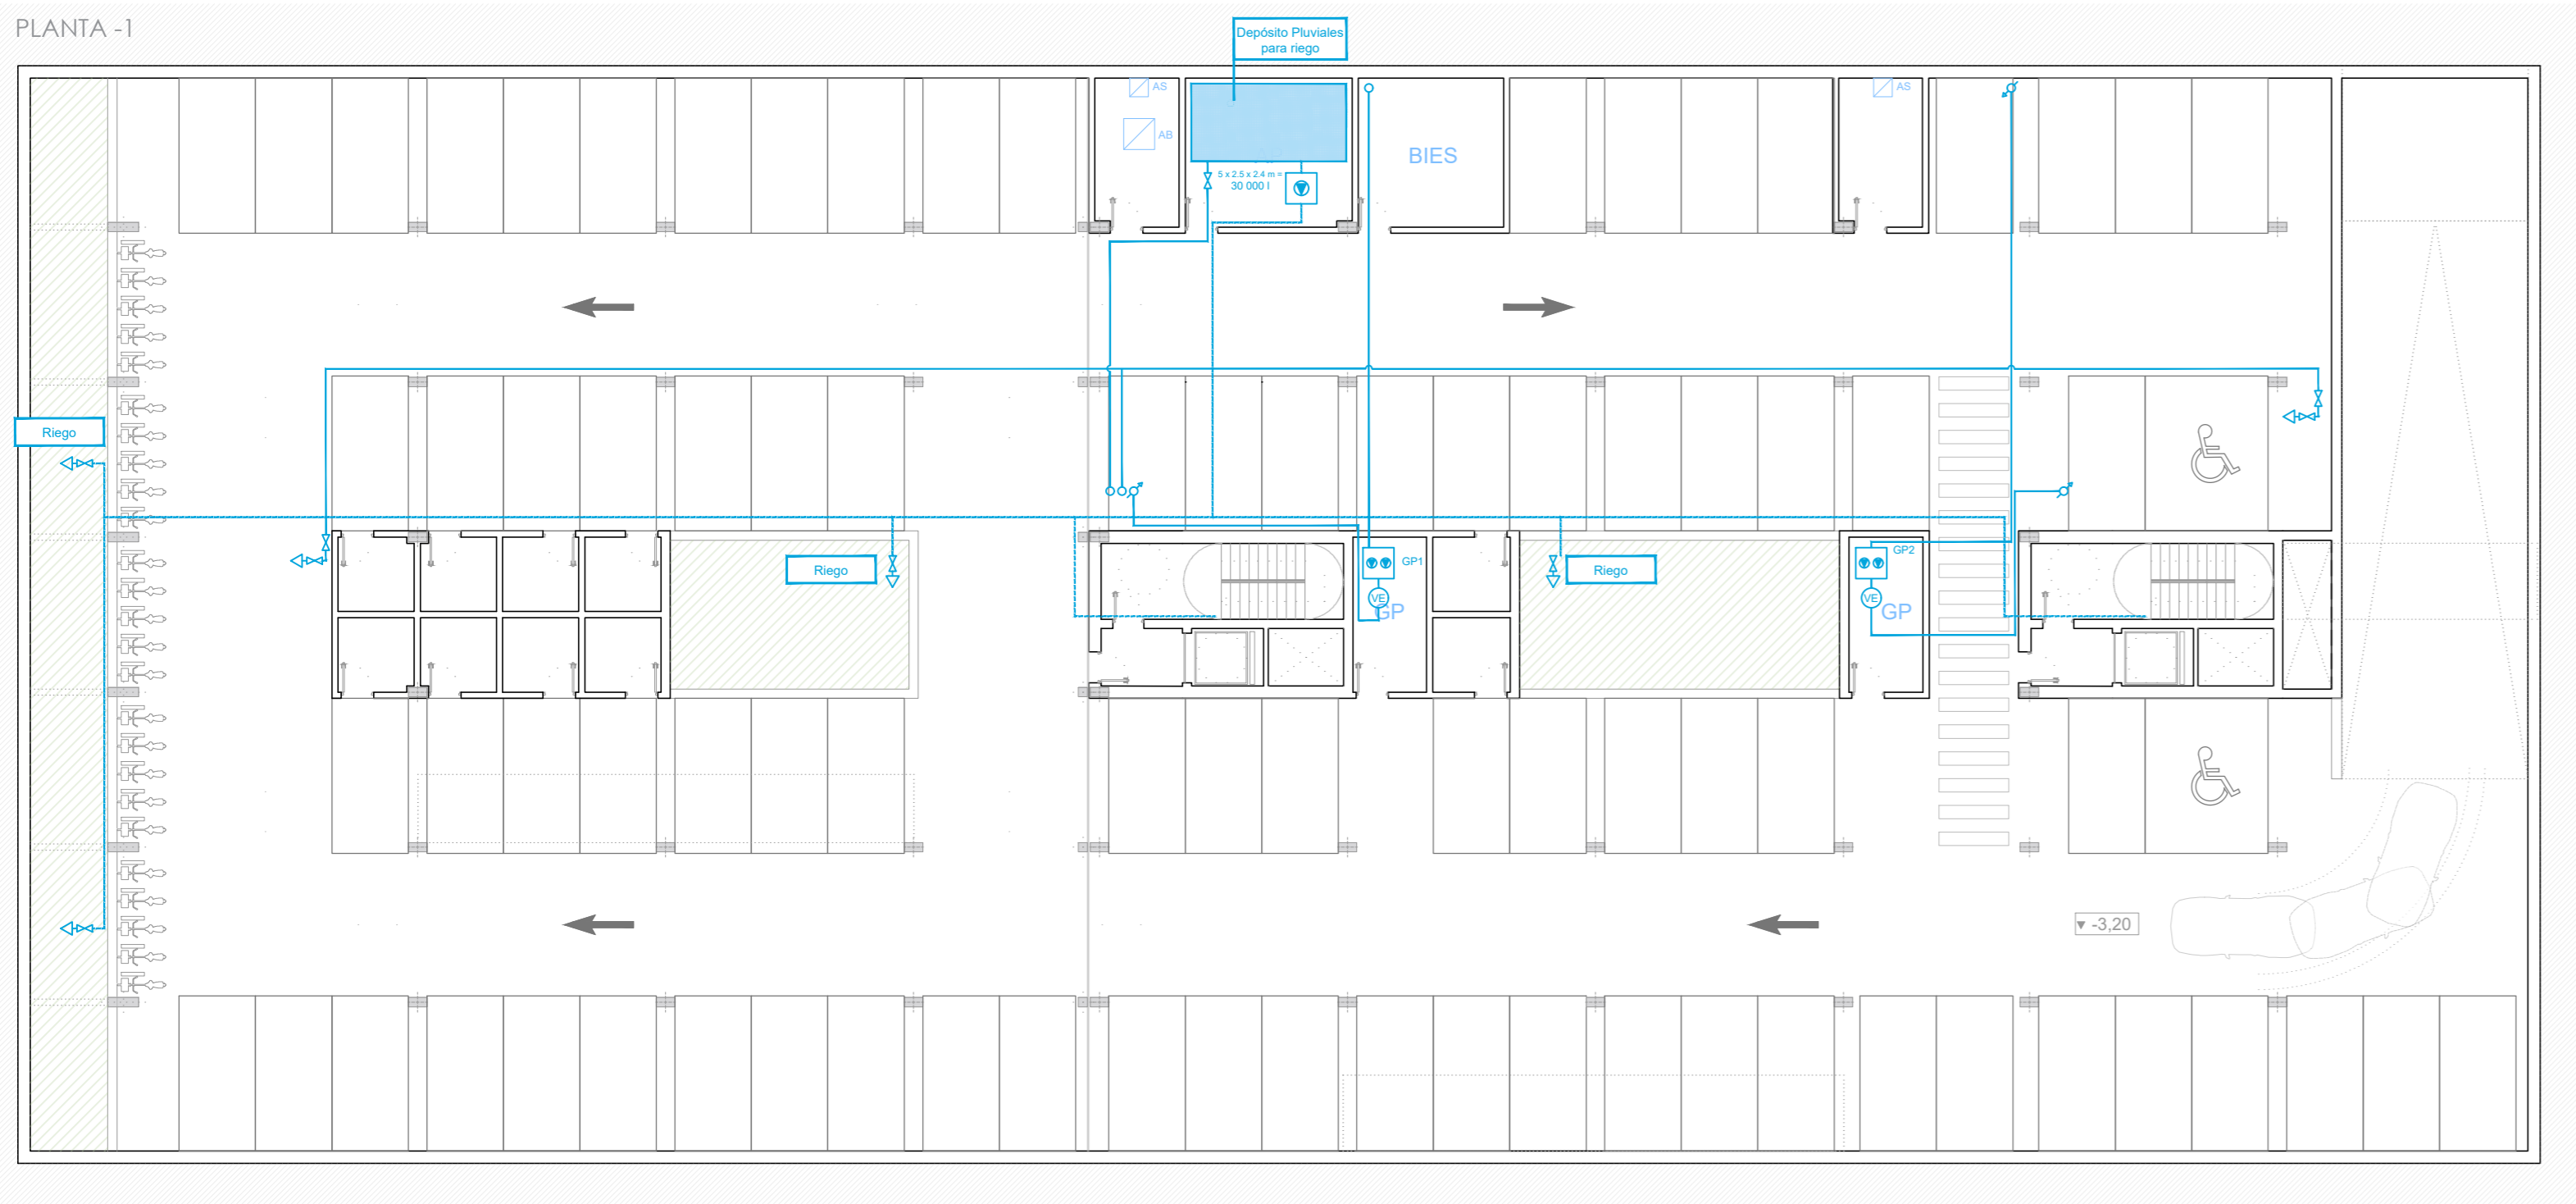 PLANTA -1
Depósito Pluviales
para riego
AS
AB
5 x 2.5 x 2.4 m =
30 000 l
BIES
AS
Riego
Riego
GP1
VE
GP
Riego
GP2
VE
GP
▼ -3,20